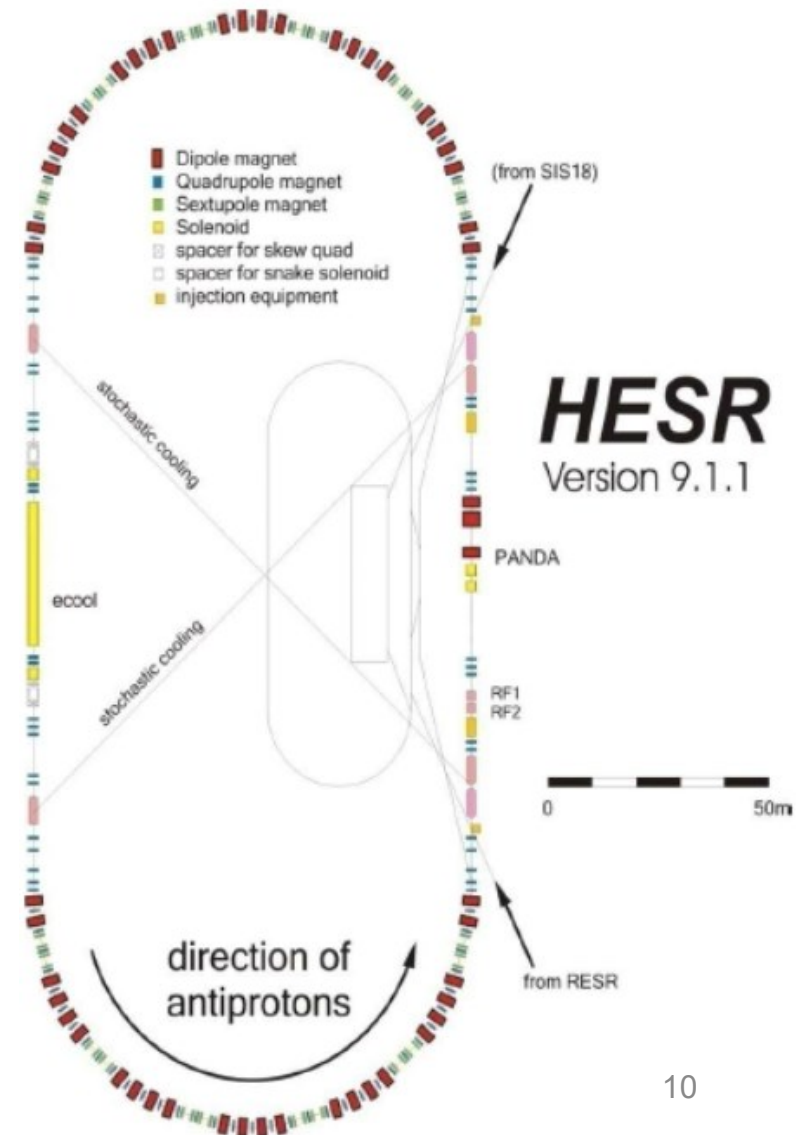 Dipole magnet
Quadrupole magnet
Sextupole magnet
Solenoid
spacer for skew quad
spacer for snake solenoid
injection equipment
(from SIS18)
stochastic cooling
HESR
Version 9.1.1
PANDA
ecool
stochastic cooling
RF1
RF2
0 50m
direction of
antiprotons
from RESR
10